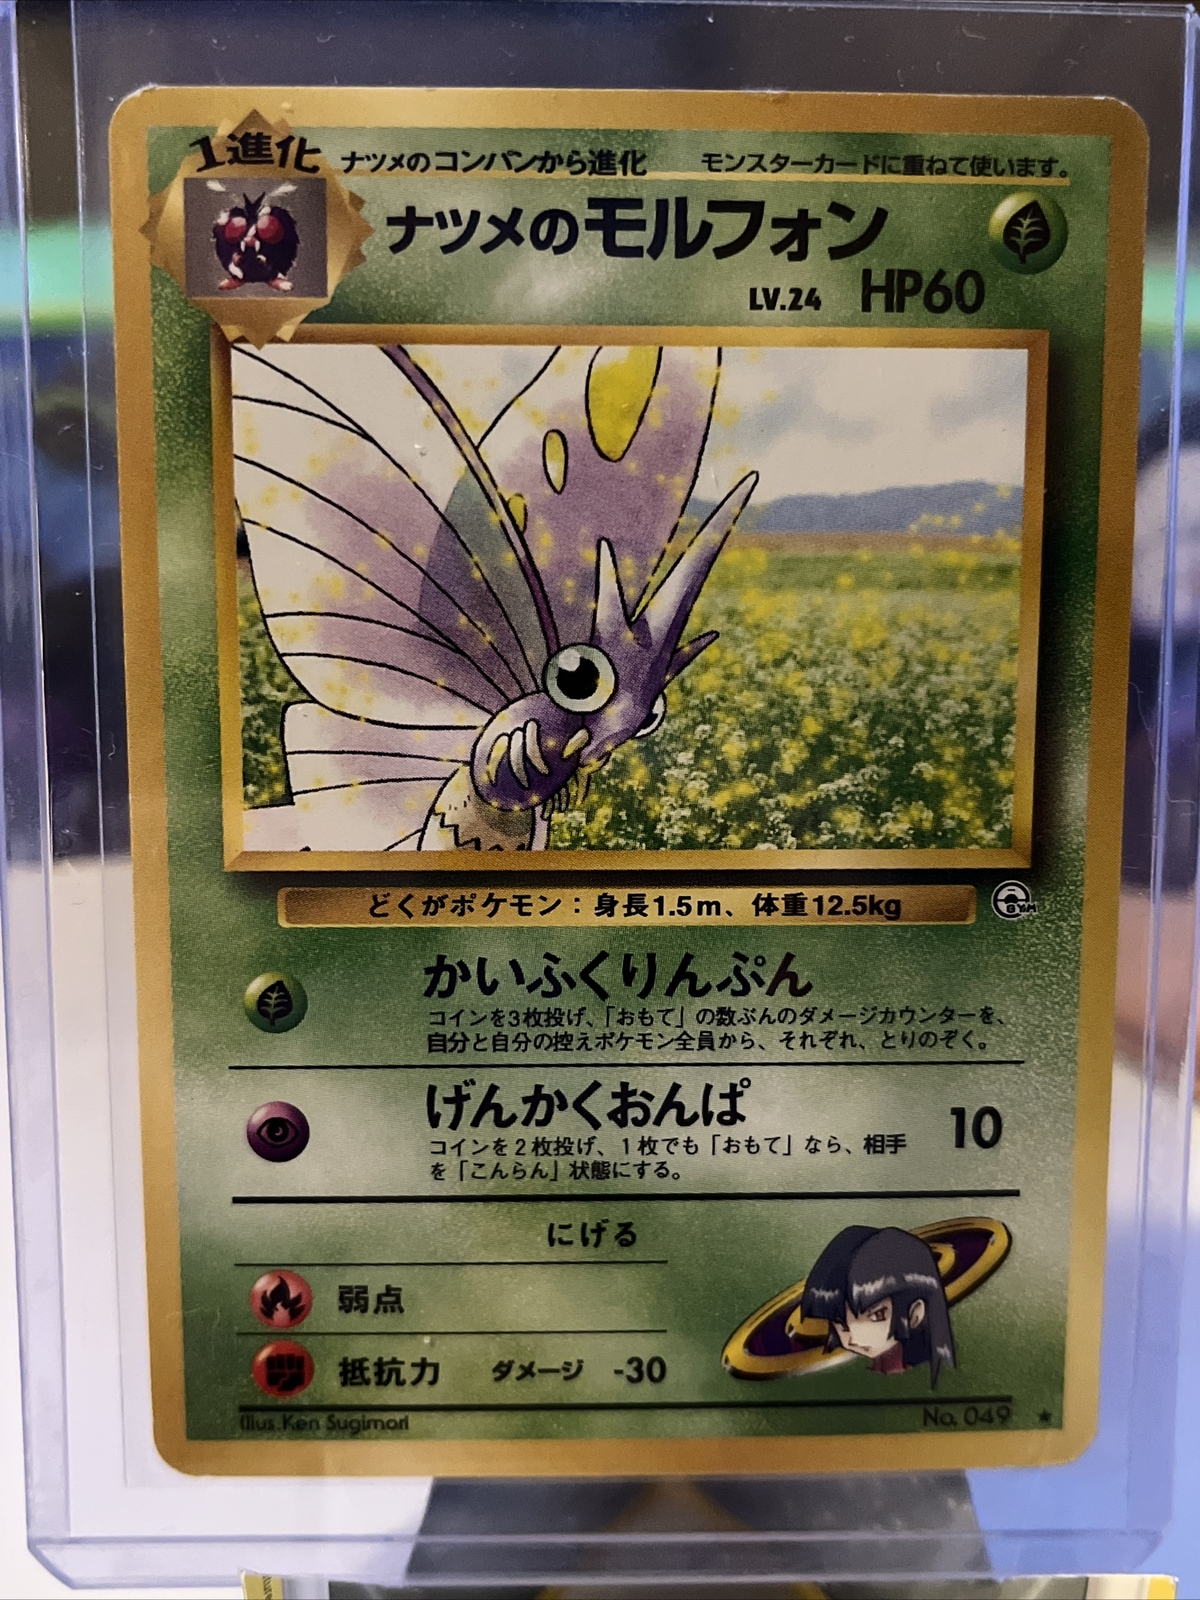 1進化 ナツメのコンパンから進化 モンスターカードに重ねて使います。
ナツメのモルフォン
LV.24 HP60
どくがポケモン：身長1.5m、体重12.5kg
GYM
かいふくりんぷん
コインを3枚投げ、「おもて」の数ぶんのダメージカウンターを、
自分と自分の控えポケモン全員から、それぞれ、とりのぞく。
げんかくおんぱ 10
コインを2枚投げ、1枚でも「おもて」なら、相手
を「こんらん」状態にする。
にげる
弱点
抵抗力 ダメージ -30
Illus. Ken Sugimori No. 049 ★